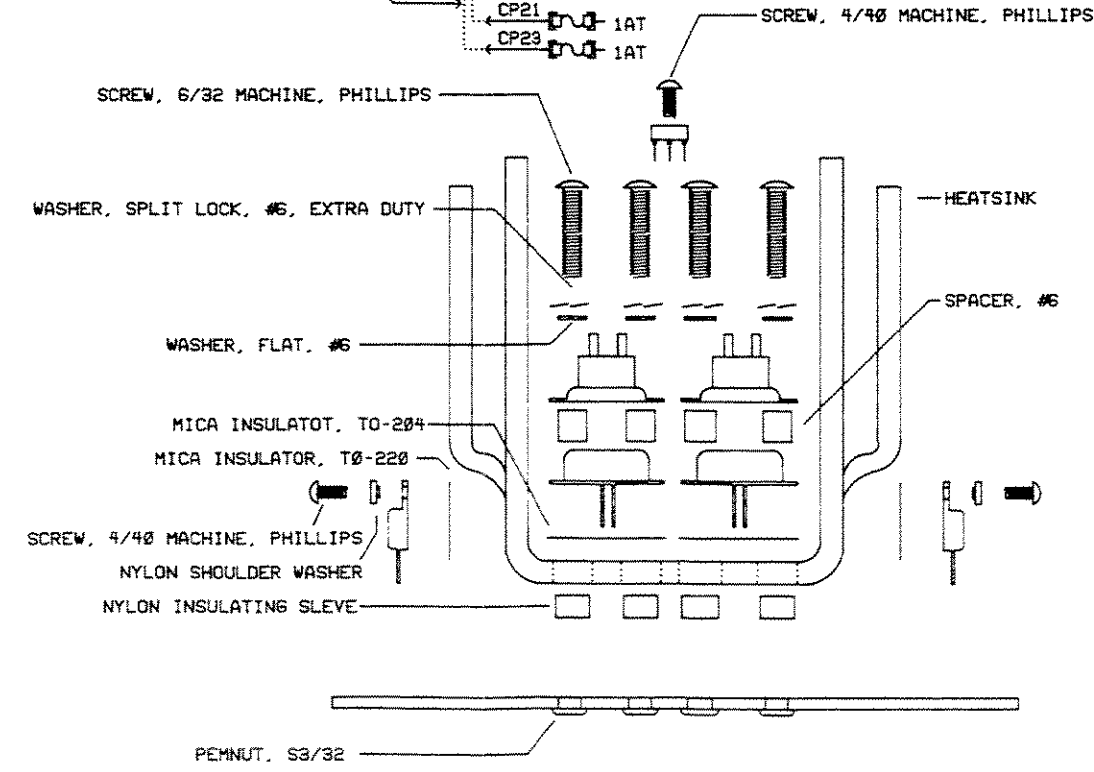 CP21 1AT
CP23 1AT
SCREW, 4/40 MACHINE, PHILLIPS
SCREW, 6/32 MACHINE, PHILLIPS
WASHER, SPLIT LOCK, #6, EXTRA DUTY
HEATSINK
SPACER, #6
WASHER, FLAT, #6
MICA INSULATOT, TO-204
MICA INSULATOR, TO-220
SCREW, 4/40 MACHINE, PHILLIPS
NYLON SHOULDER WASHER
NYLON INSULATING SLEVE
PEMNUT, S3/32